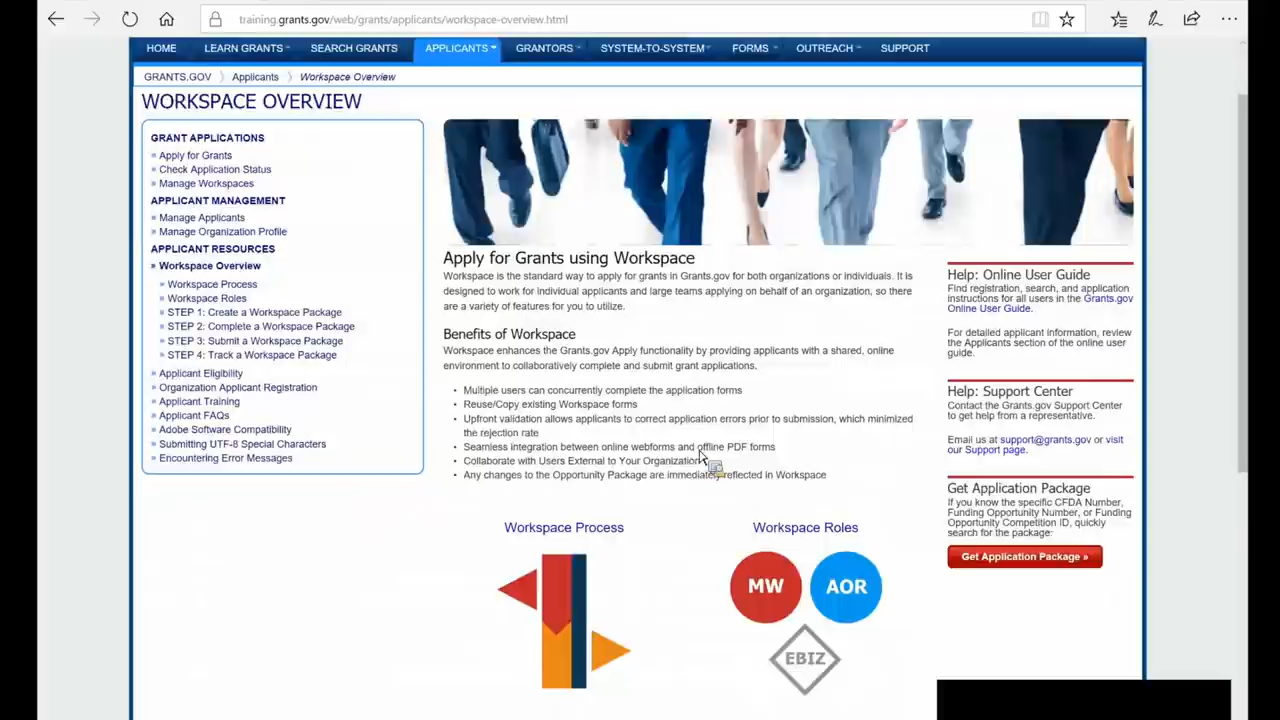 training.grants.gov/web/grants/applicants/workspace-overview.html
HOME LEARN GRANTS SEARCH GRANTS APPLICANTS GRANTORS SYSTEM-TO-SYSTEM FORMS OUTREACH SUPPORT
GRANTS.GOV 〉 Applicants 〉 Workspace Overview
WORKSPACE OVERVIEW
GRANT APPLICATIONS
» Apply for Grants
» Check Application Status
» Manage Workspaces
APPLICANT MANAGEMENT
» Manage Applicants
» Manage Organization Profile
APPLICANT RESOURCES
» Workspace Overview
» Workspace Process
» Workspace Roles
» STEP 1: Create a Workspace Package
» STEP 2: Complete a Workspace Package
» STEP 3: Submit a Workspace Package
» STEP 4: Track a Workspace Package
» Applicant Eligibility
» Organization Applicant Registration
» Applicant Training
» Applicant FAQs
» Adobe Software Compatibility
» Submitting UTF-8 Special Characters
» Encountering Error Messages
Apply for Grants using Workspace
Workspace is the standard way to apply for grants in Grants.gov for both organizations or individuals. It is
designed to work for individual applicants and large teams applying on behalf of an organization, so there
are a variety of features for you to utilize.
Benefits of Workspace
Workspace enhances the Grants.gov Apply functionality by providing applicants with a shared, online
environment to collaboratively complete and submit grant applications.
• Multiple users can concurrently complete the application forms
• Reuse/Copy existing Workspace forms
• Upfront validation allows applicants to correct application errors prior to submission, which minimized
the rejection rate
• Seamless integration between online webforms and offline PDF forms
• Collaborate with Users External to Your Organization
• Any changes to the Opportunity Package are immediately reflected in Workspace
Workspace Process
Workspace Roles
MW AOR
EBIZ
Help: Online User Guide
Find registration, search, and application
instructions for all users in the Grants.gov
Online User Guide.
For detailed applicant information, review
the Applicants section of the online user
guide.
Help: Support Center
Contact the Grants.gov Support Center
to get help from a representative.
Email us at support@grants.gov or visit
our Support page.
Get Application Package
If you know the specific CFDA Number,
Funding Opportunity Number, or Funding
Opportunity Competition ID, quickly
search for the package:
Get Application Package »